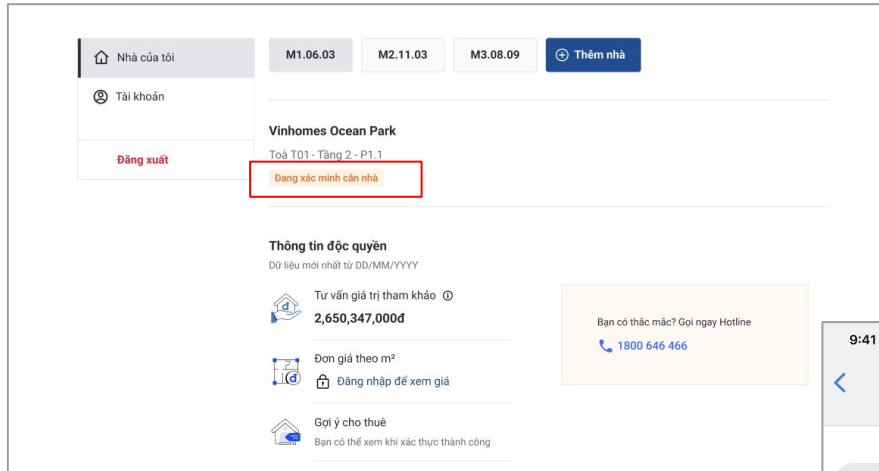 Nhà của tôi
Tài khoản
Đăng xuất
M1.06.03 M2.11.03 M3.08.09 Thêm nhà
Vinhomes Ocean Park
Toà T01 - Tầng 2 - P1.1
Đang xác minh căn nhà
Thông tin độc quyền
Dữ liệu mới nhất từ DD/MM/YYYY
Tư vấn giá trị tham khảo
2,650,347,000đ
Đơn giá theo m²
Đăng nhập để xem giá
Gợi ý cho thuê
Bạn có thể xem khi xác thực thành công
Bạn có thắc mắc? Gọi ngay Hotline
1800 646 466
9:41